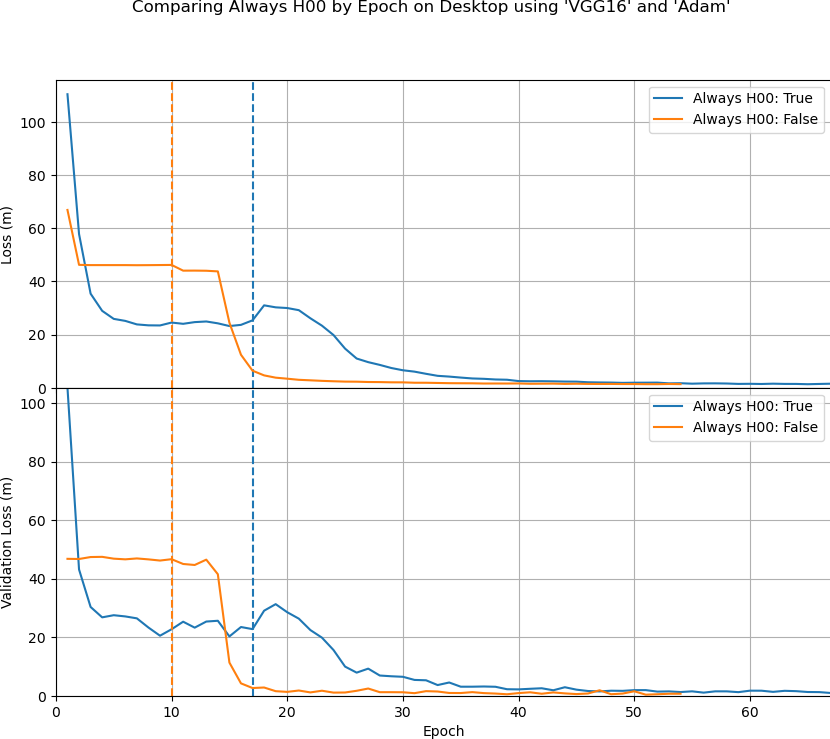 Comparing Always H00 by Epoch on Desktop using 'VGG16' and 'Adam'
Always H00: True
Always H00: False
100
80
60
40
20
0
Loss (m)
Always H00: True
Always H00: False
100
80
60
40
20
0
Validation Loss (m)
0 10 20 30 40 50 60
Epoch